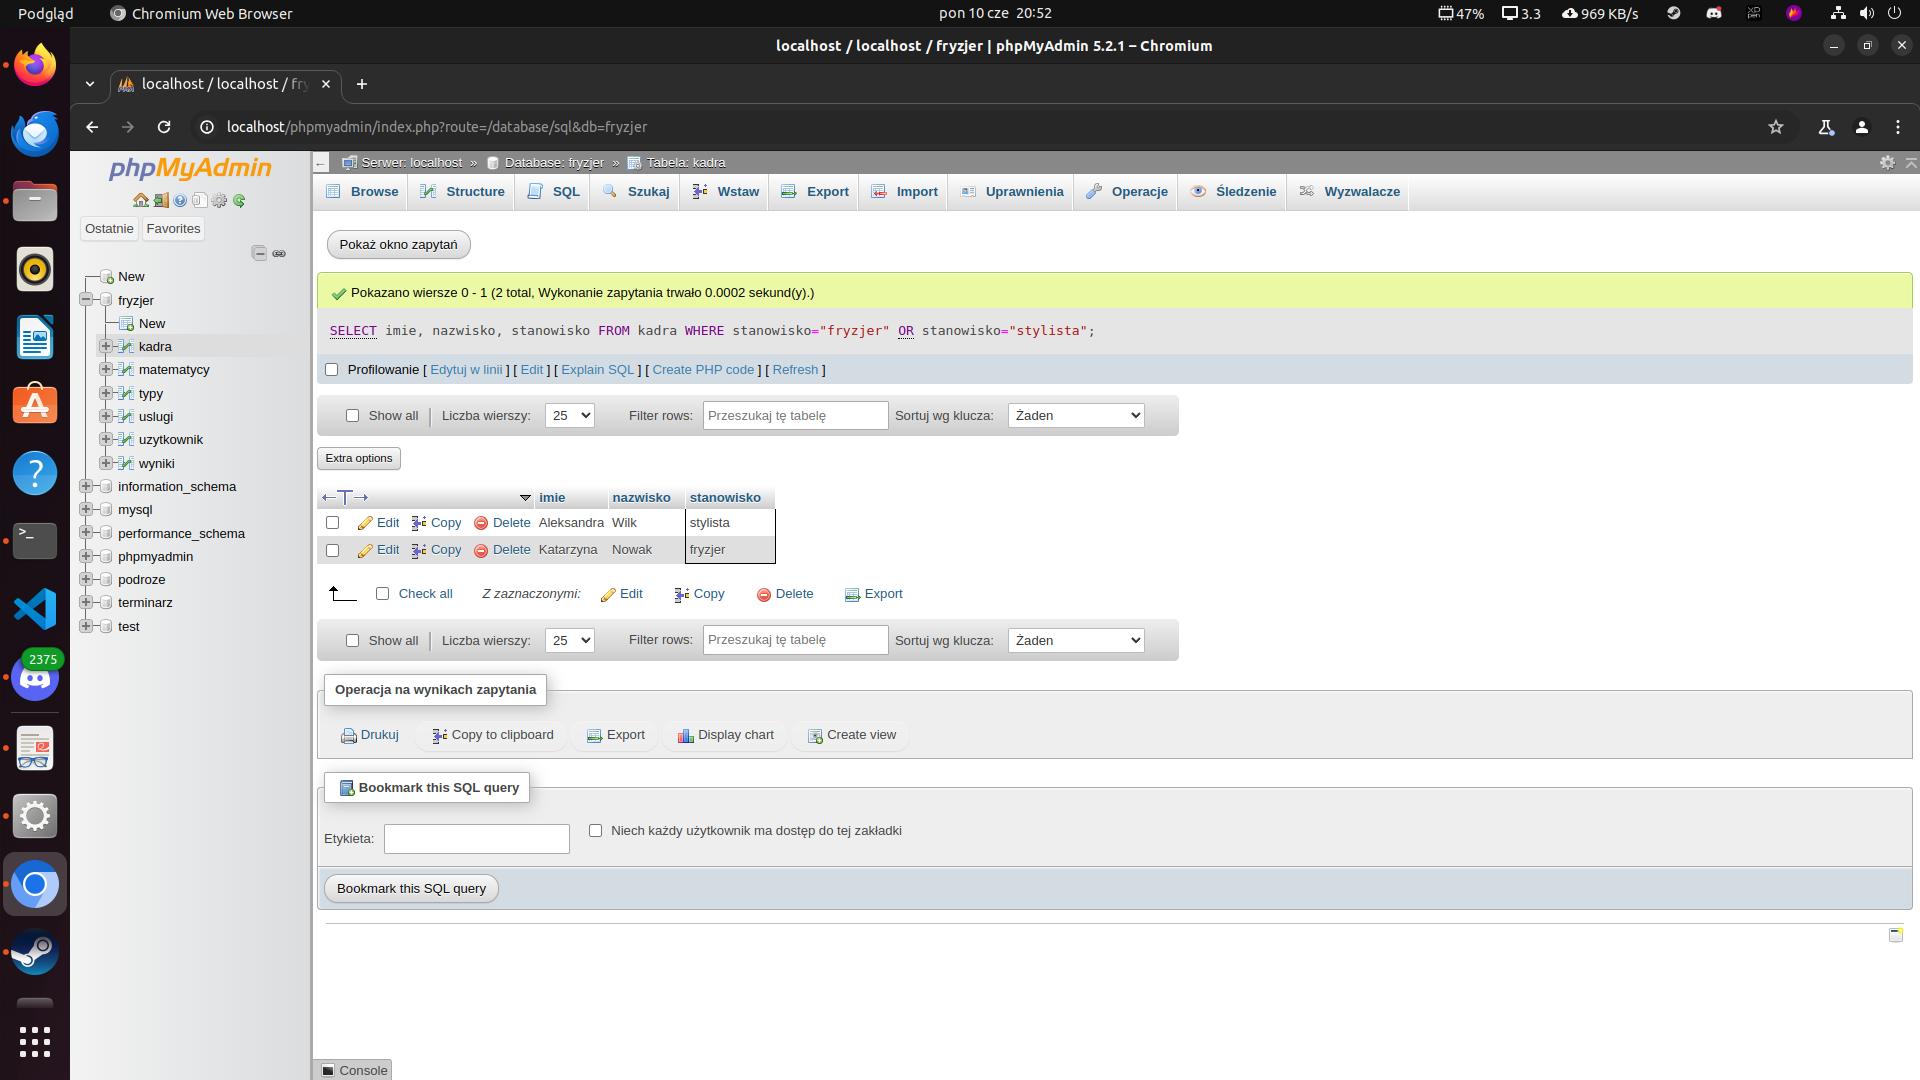 Podgląd
Chromium Web Browser
pon 10 cze 20:52
47%
3.3
969 KB/s
localhost / localhost / fryzjer | phpMyAdmin 5.2.1 – Chromium
localhost / localhost / fry
localhost/phpmyadmin/index.php?route=/database/sql&db=fryzjer
phpMyAdmin
Ostatnie
Favorites
New
fryzjer
New
kadra
matematycy
typy
uslugi
uzytkownik
wyniki
information_schema
mysql
performance_schema
phpmyadmin
podroze
terminarz
test
2375
Serwer: localhost » Database: fryzjer » Tabela: kadra
Browse Structure SQL Szukaj Wstaw Export Import Uprawnienia Operacje Śledzenie Wyzwalacze
Pokaż okno zapytań
Pokazano wiersze 0 - 1 (2 total, Wykonanie zapytania trwało 0.0002 sekund(y).)
SELECT imie, nazwisko, stanowisko FROM kadra WHERE stanowisko="fryzjer" OR stanowisko="stylista";
Profilowanie [ Edytuj w linii ] [ Edit ] [ Explain SQL ] [ Create PHP code ] [ Refresh ]
Show all | Liczba wierszy: 25 Filter rows: Przeszukaj tę tabelę Sortuj wg klucza: Żaden
Extra options
imie nazwisko stanowisko
Edit Copy Delete Aleksandra Wilk stylista
Edit Copy Delete Katarzyna Nowak fryzjer
Check all Z zaznaczonymi: Edit Copy Delete Export
Show all | Liczba wierszy: 25 Filter rows: Przeszukaj tę tabelę Sortuj wg klucza: Żaden
Operacja na wynikach zapytania
Drukuj Copy to clipboard Export Display chart Create view
Bookmark this SQL query
Etykieta: Niech każdy użytkownik ma dostęp do tej zakładki
Bookmark this SQL query
Console